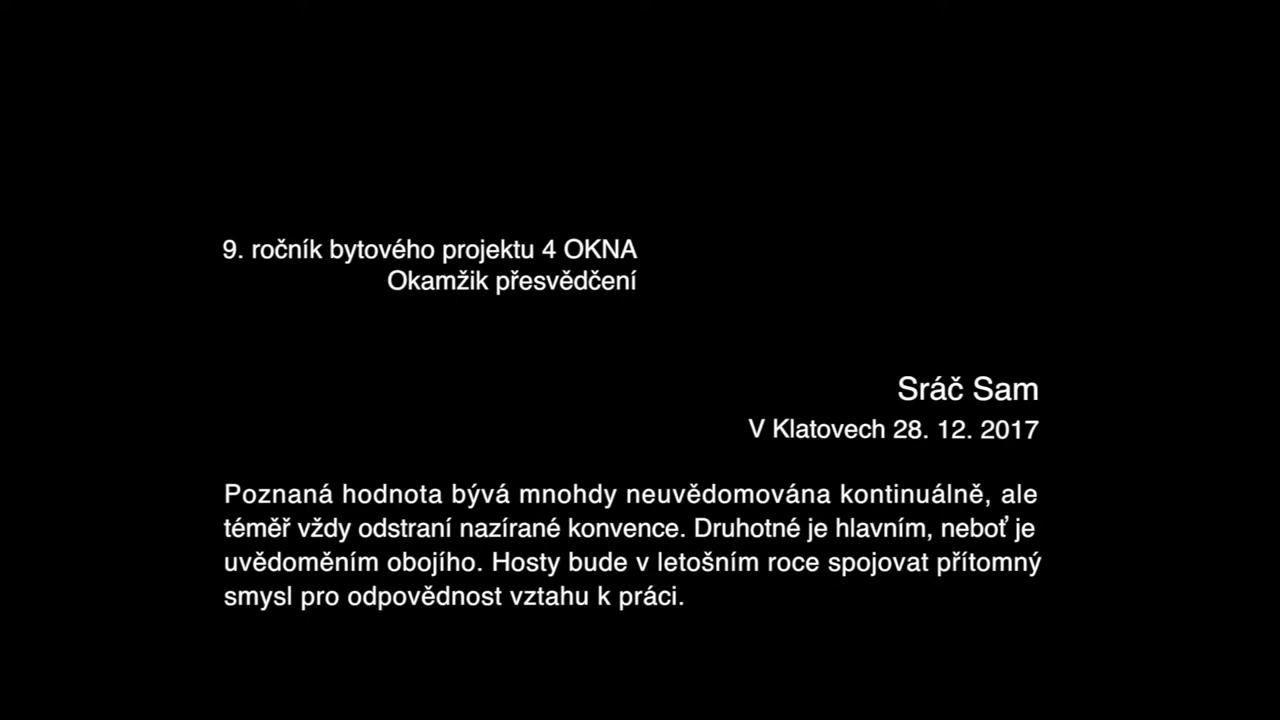 9. ročník bytového projektu 4 OKNA
Okamžik přesvědčení
Sráč Sam
V Klatovech 28. 12. 2017
Poznaná hodnota bývá mnohdy neuvědomována kontinuálně, ale
téměř vždy odstraní nazírané konvence. Druhotné je hlavním, neboť je
uvědoměním obojího. Hosty bude v letošním roce spojovat přítomný
smysl pro odpovědnost vztahu k práci.